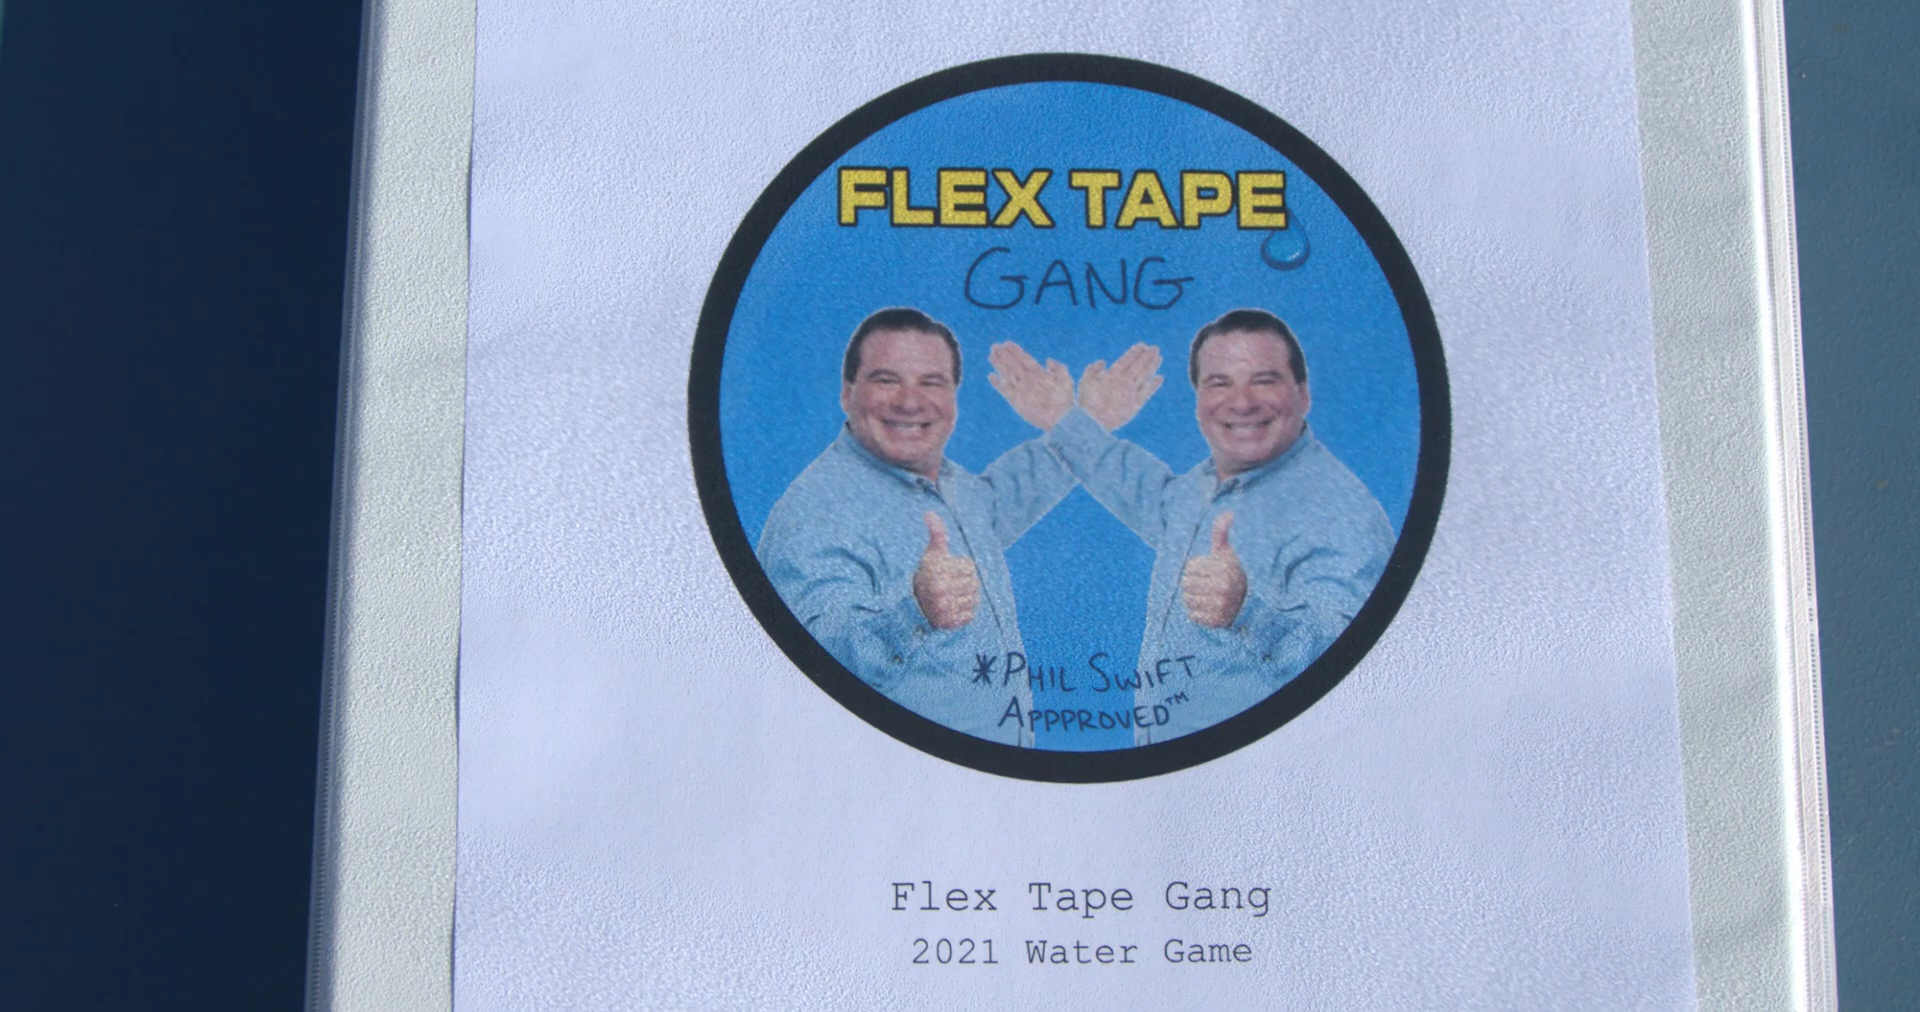 FLEX TAPE
GANG
*PHIL SWIFT
APPPROVED™
Flex Tape Gang
2021 Water Game